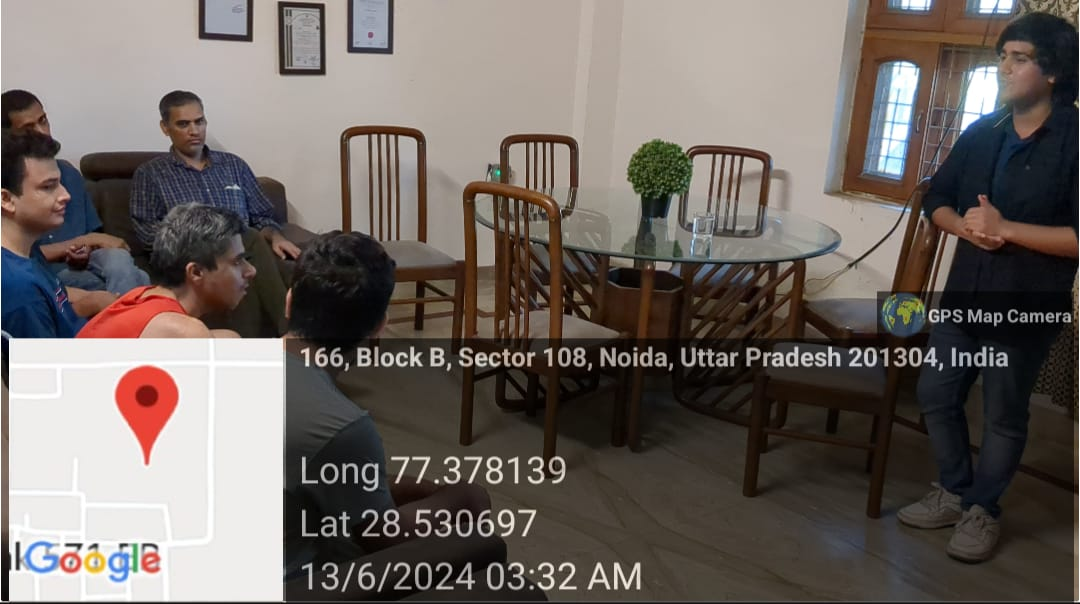 GPS Map Camera
166, Block B, Sector 108, Noida, Uttar Pradesh 201304, India
Long 77.378139
Lat 28.530697
13/6/2024 03:32 AM
Google